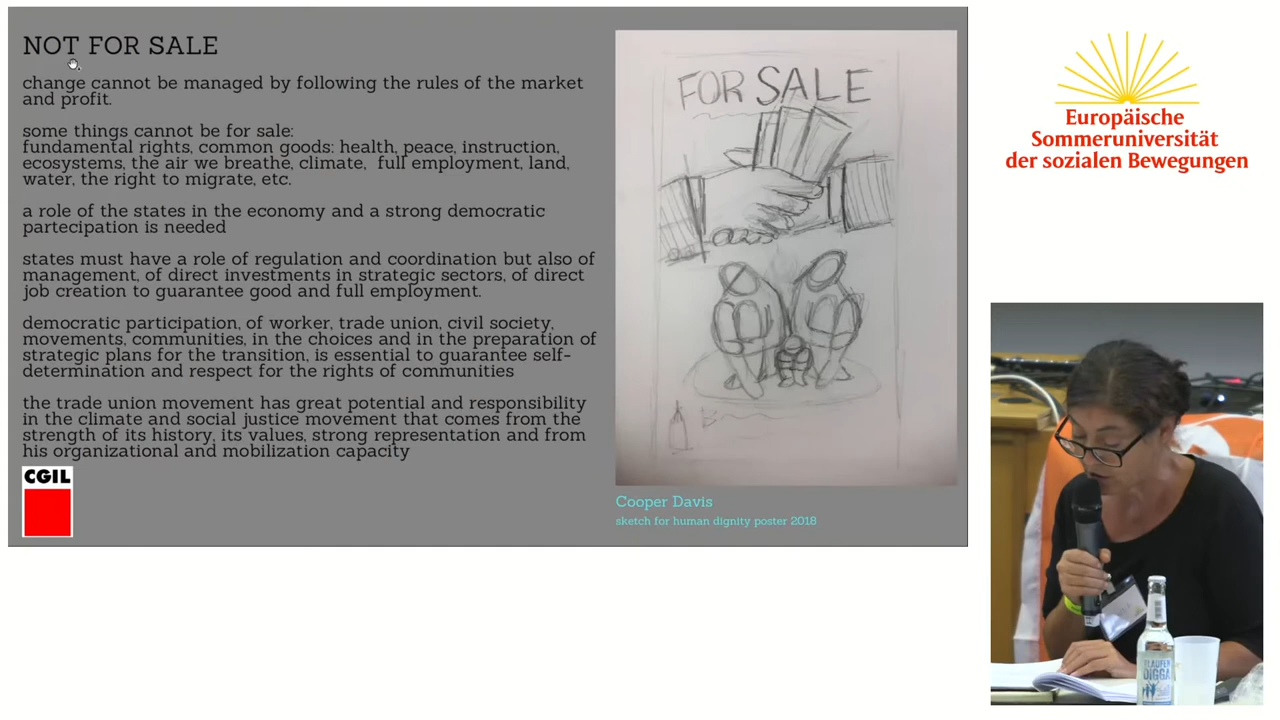 NOT FOR SALE
change cannot be managed by following the rules of the market
and profit.
some things cannot be for sale:
fundamental rights, common goods: health, peace, instruction,
ecosystems, the air we breathe, climate, full employment, land,
water, the right to migrate, etc.
a role of the states in the economy and a strong democratic
partecipation is needed
states must have a role of regulation and coordination but also of
management, of direct investments in strategic sectors, of direct
job creation to guarantee good and full employment.
democratic participation, of worker, trade union, civil society,
movements, communities, in the choices and in the preparation of
strategic plans for the transition, is essential to guarantee self-
determination and respect for the rights of communities
the trade union movement has great potential and responsibility
in the climate and social justice movement that comes from the
strength of its history, its values, strong representation and from
his organizational and mobilization capacity
CGIL
FOR SALE
Cooper Davis
sketch for human dignity poster 2018
Europäische
Sommeruniversität
der sozialen Bewegungen
DIGGA